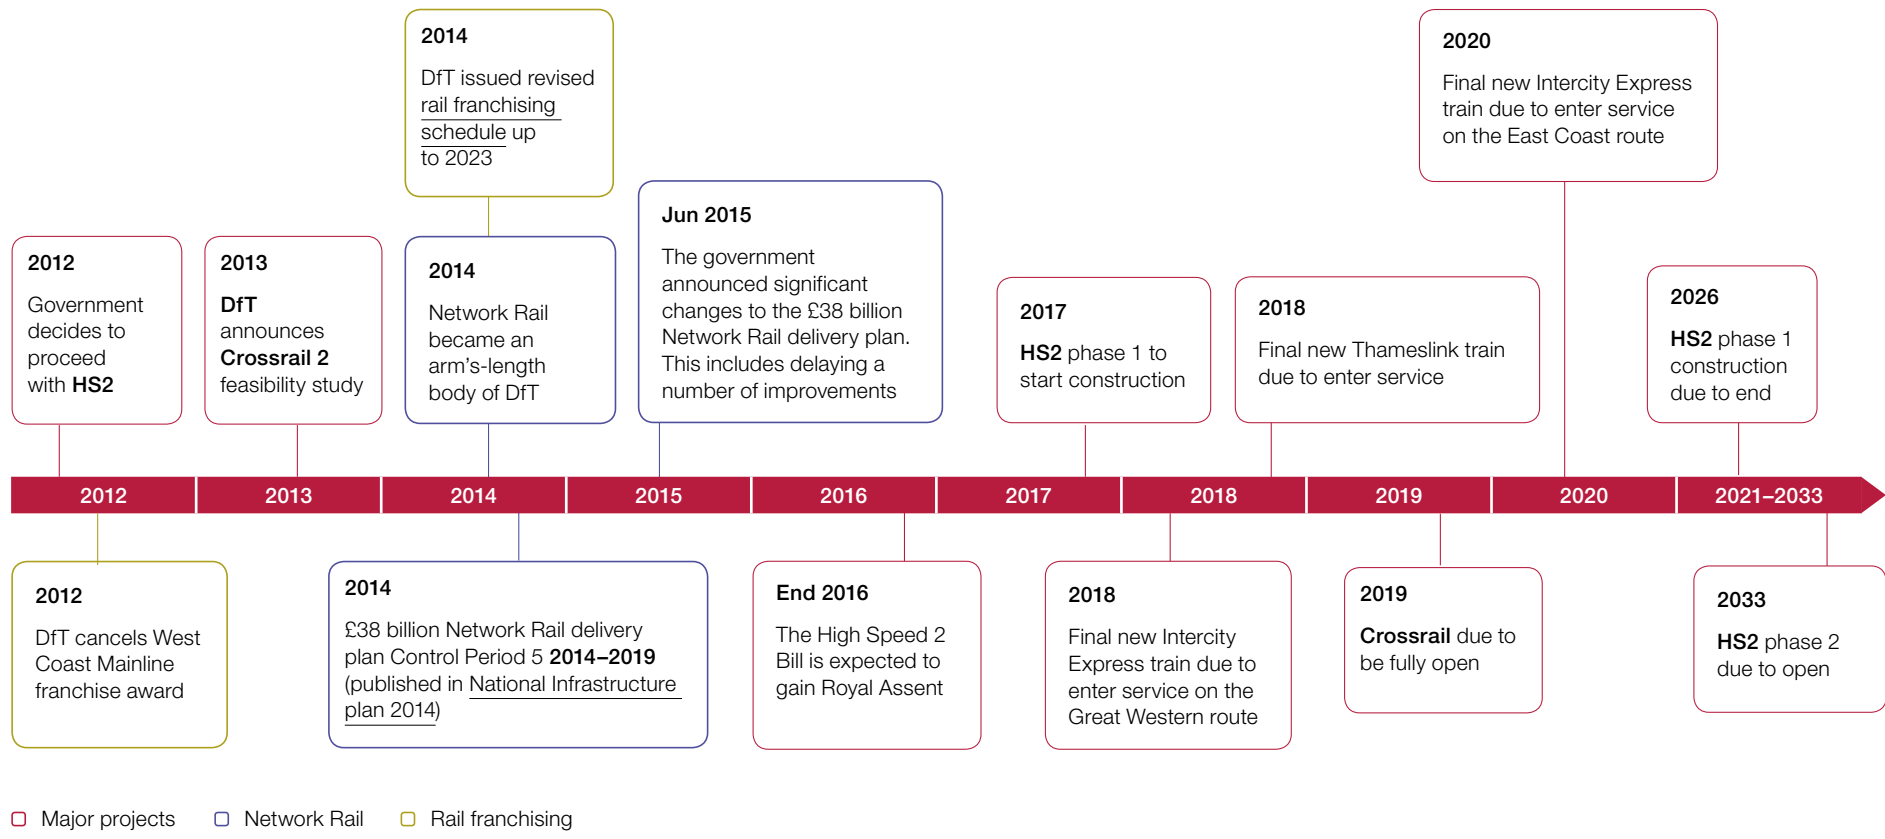 2014
DfT issued revised
rail franchising
schedule up
to 2023
2020
Final new Intercity Express
train due to enter service
on the East Coast route
2012
Government
decides to
proceed
with HS2
2013
DfT
announces
Crossrail 2
feasibility study
2014
Network Rail
became an
arm's-length
body of DfT
Jun 2015
The government
announced significant
changes to the £38 billion
Network Rail delivery plan.
This includes delaying a
number of improvements
2017
HS2 phase 1 to
start construction
2018
Final new Thameslink train
due to enter service
2026
HS2 phase 1
construction
due to end
2012
2013
2014
2015
2016
2017
2018
2019
2020
2021–2033
2012
DfT cancels West
Coast Mainline
franchise award
2014
£38 billion Network Rail delivery
plan Control Period 5 2014–2019
(published in National Infrastructure
plan 2014)
End 2016
The High Speed 2
Bill is expected to
gain Royal Assent
2018
Final new Intercity
Express train due to
enter service on the
Great Western route
2019
Crossrail due to
be fully open
2033
HS2 phase 2
due to open
Major projects
Network Rail
Rail franchising